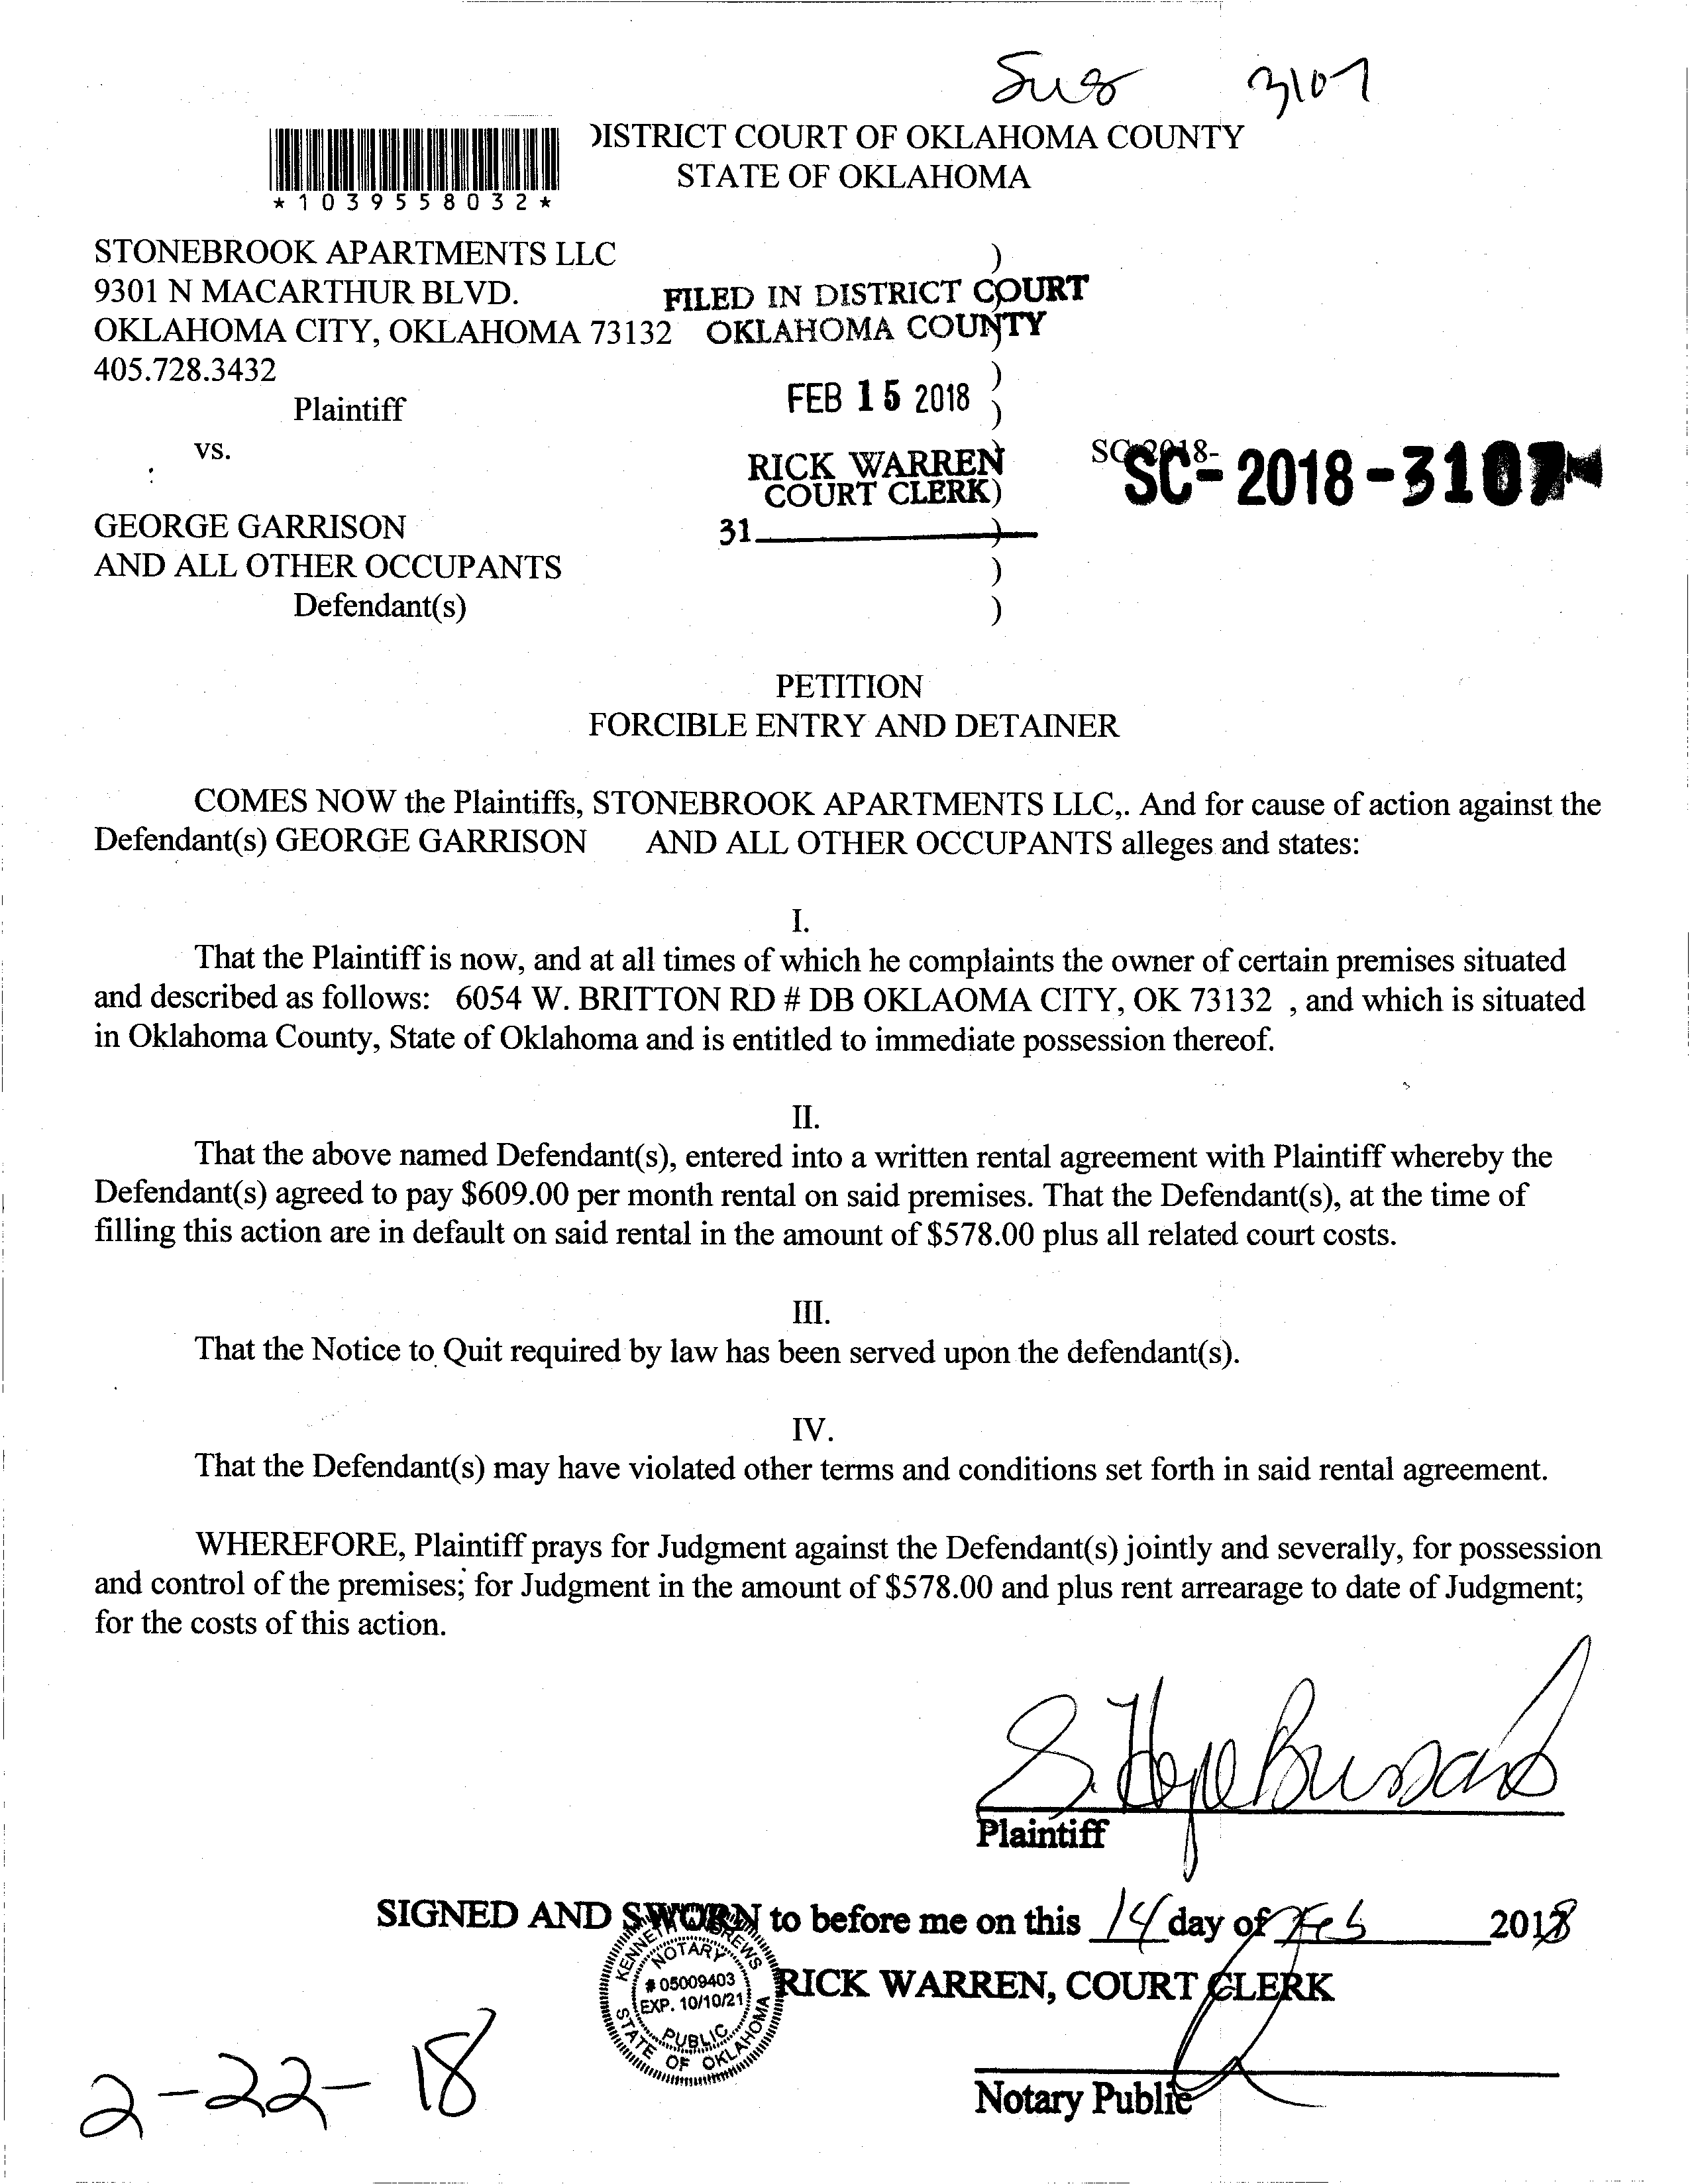 Sus 3107
DISTRICT COURT OF OKLAHOMA COUNTY
STATE OF OKLAHOMA
*1039558032*
STONEBROOK APARTMENTS LLC )
9301 N MACARTHUR BLVD. FILED IN DISTRICT COURT
OKLAHOMA CITY, OKLAHOMA 73132 OKLAHOMA COUNTY
405.728.3432 )
Plaintiff FEB 15 2018 )
vs. RICK WARREN SC-2018- SC-2018-3107
COURT CLERK )
GEORGE GARRISON 31 )
AND ALL OTHER OCCUPANTS )
Defendant(s) )
PETITION
FORCIBLE ENTRY AND DETAINER
COMES NOW the Plaintiffs, STONEBROOK APARTMENTS LLC,. And for cause of action against the
Defendant(s) GEORGE GARRISON AND ALL OTHER OCCUPANTS alleges and states:
I.
That the Plaintiff is now, and at all times of which he complaints the owner of certain premises situated
and described as follows: 6054 W. BRITTON RD # DB OKLAOMA CITY, OK 73132 , and which is situated
in Oklahoma County, State of Oklahoma and is entitled to immediate possession thereof.
II.
That the above named Defendant(s), entered into a written rental agreement with Plaintiff whereby the
Defendant(s) agreed to pay $609.00 per month rental on said premises. That the Defendant(s), at the time of
filling this action are in default on said rental in the amount of $578.00 plus all related court costs.
III.
That the Notice to Quit required by law has been served upon the defendant(s).
IV.
That the Defendant(s) may have violated other terms and conditions set forth in said rental agreement.
WHEREFORE, Plaintiff prays for Judgment against the Defendant(s) jointly and severally, for possession
and control of the premises; for Judgment in the amount of $578.00 and plus rent arrearage to date of Judgment;
for the costs of this action.
S. Hope Bussard
Plaintiff
SIGNED AND SWORN to before me on this 14 day of Feb 2018
RICK WARREN, COURT CLERK
KENNETH
NOTARY
# 05009403
EXP. 10/10/21
PUBLIC
STATE OF OKLAHOMA
Notary Public
2-22-18